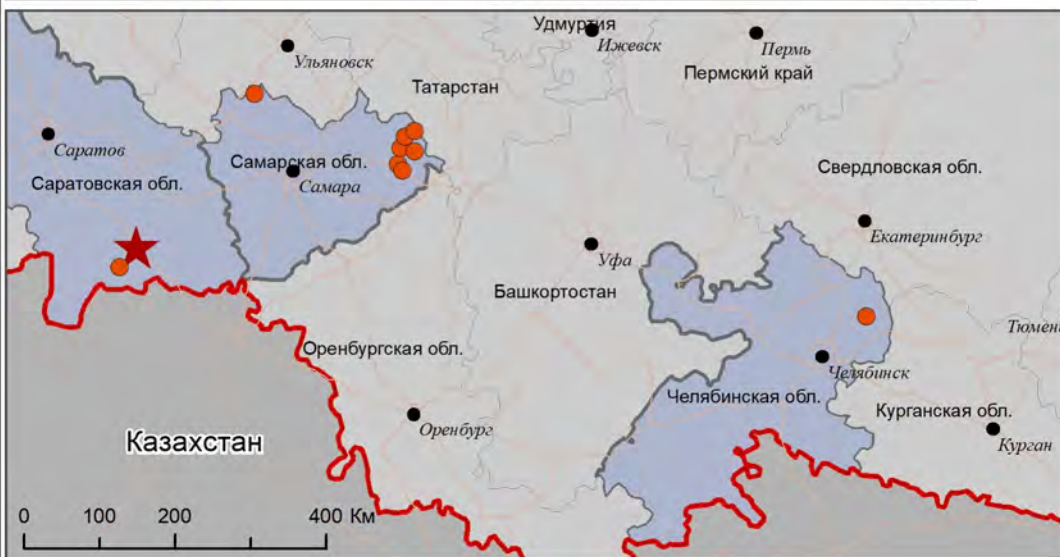 Удмуртия
Ижевск
Пермь
Пермский край
Ульяновск
Татарстан
Саратов
Самарская обл.
Саратовская обл.
Самара
Свердловская обл.
Екатеринбург
Уфа
Башкортостан
Тюмень
Оренбургская обл.
Челябинск
Челябинская обл.
Курганская обл.
Оренбург
Курган
Казахстан
0 100 200 400 Км